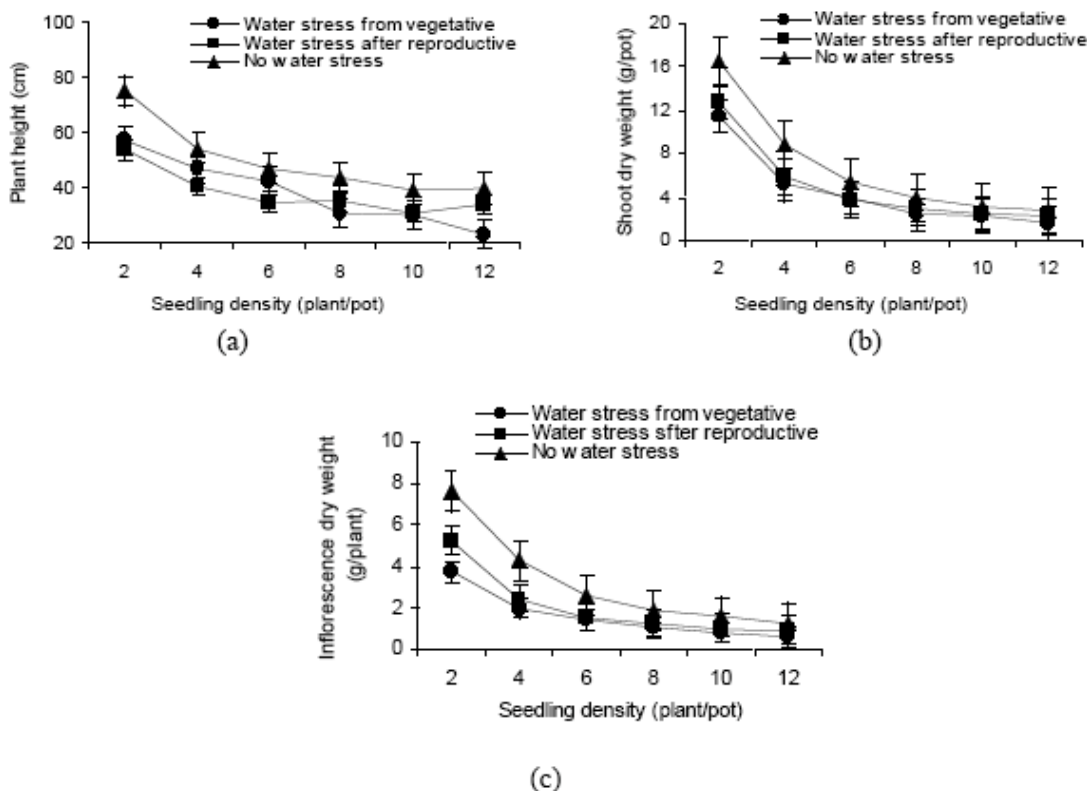 Water stress from vegetative
Water stress after reproductive
No water stress
Plant height (cm)
100
80
60
40
20
2 4 6 8 10 12
Seedling density (plant/pot)
(a)
Water stress from vegetative
Water stress after reproductive
No water stress
Shoot dry weight (g/pot)
20
16
12
8
4
0
2 4 6 8 10 12
Seedling density (plant/pot)
(b)
Water stress from vegetative
Water stress sfter reproductive
No water stress
Inflorescence dry weight
(g/plant)
10
8
6
4
2
0
2 4 6 8 10 12
Seedling density (plant/pot)
(c)